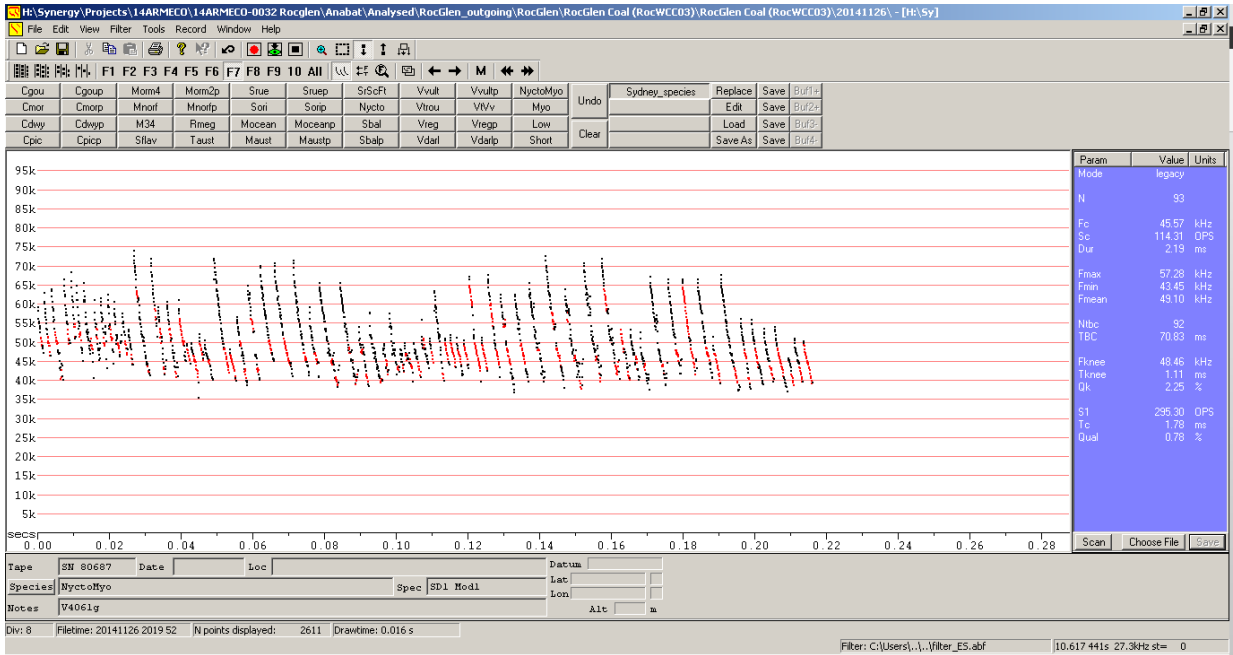 H:\Synergy\Projects\14ARMECO\14ARMECO-0032 Rocglen\Anabat\Analysed\RocGlen_outgoing\RocGlen\RocGlen Coal (RocWCC03)\RocGlen Coal (RocWCC03)\20141126\ - [H:\Sy]
File Edit View Filter Tools Record Window Help
F1 F2 F3 F4 F5 F6 F7 F8 F9 10 All M
Cgou Cgoup Morm4 Morm2p Srue Sruep SrScFt Vvult Vvultp NyctoMyo Undo Sydney_species Replace Save Buf1+
Cmor Cmorp Mnorf Mnorfp Sori Sorip Nycto Vtrou VtVv Myo Edit Save Buf2+
Cdwy Cdwyp M34 Rmeg Mocean Moceanp Sbal Vreg Vregp Low Clear Load Save Buf3-
Cpic Cpicp Sflav Taust Maust Maustp Sbalp Vdarl Vdarlp Short Save As Save Buf4-
95k
90k
85k
80k
75k
70k
65k
60k
55k
50k
45k
40k
35k
30k
25k
20k
15k
10k
5k
secs
0.00 0.02 0.04 0.06 0.08 0.10 0.12 0.14 0.16 0.18 0.20 0.22 0.24 0.26 0.28
Param Value Units
Mode legacy
N 93
Fc 45.57 kHz
Sc 114.31 OPS
Dur 2.19 ms
Fmax 57.28 kHz
Fmin 43.45 kHz
Fmean 49.10 kHz
Ntbc 92
TBC 70.83 ms
Fknee 48.46 kHz
Tknee 1.11 ms
Qk 2.25 %
S1 295.30 OPS
Tc 1.78 ms
Qual 0.78 %
Scan Choose File Save
Tape SN 80687 Date Loc Datum
Lat
Species NyctoMyo Spec SD1 Mod1 Lon
Notes V4061g Alt m
Div: 8 Filetime: 20141126 2019 52 N points displayed: 2611 Drawtime: 0.016 s
Filter: C:\Users\..\..\filter_ES.abf 10.617 441s 27.3kHz st= 0